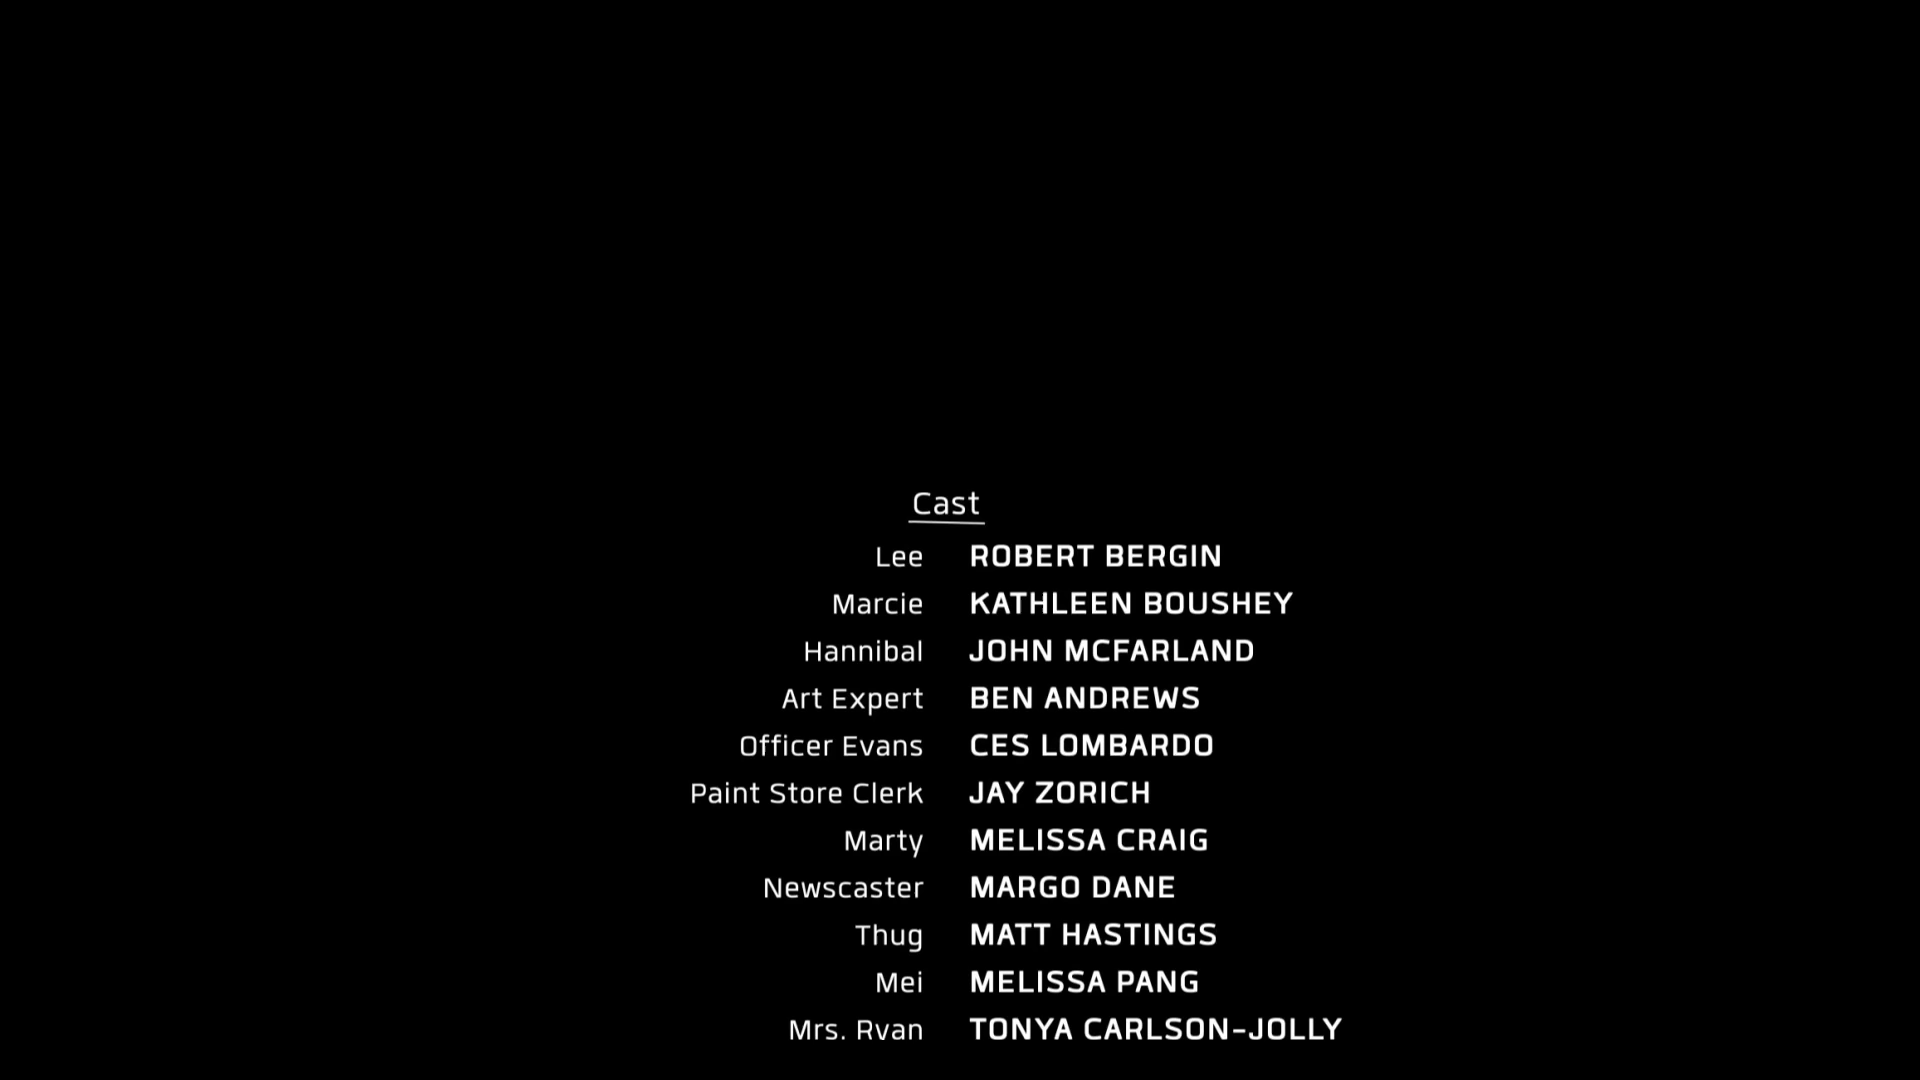 Cast
Lee ROBERT BERGIN
Marcie KATHLEEN BOUSHEY
Hannibal JOHN MCFARLAND
Art Expert BEN ANDREWS
Officer Evans CES LOMBARDO
Paint Store Clerk JAY ZORICH
Marty MELISSA CRAIG
Newscaster MARGO DANE
Thug MATT HASTINGS
Mei MELISSA PANG
Mrs. Rvan TONYA CARLSON-JOLLY